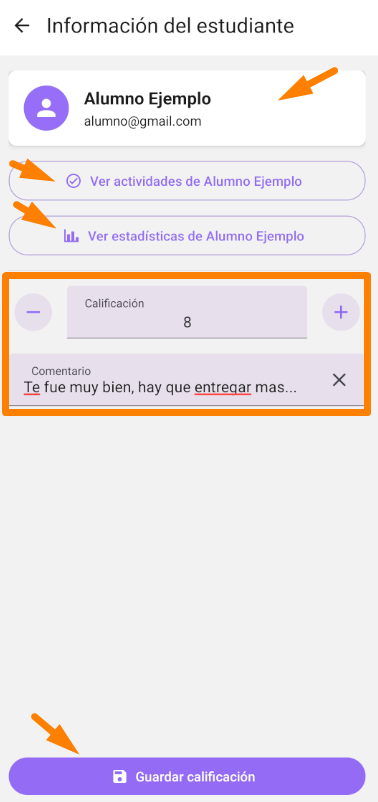 Información del estudiante
Alumno Ejemplo
alumno@gmail.com
Ver actividades de Alumno Ejemplo
Ver estadísticas de Alumno Ejemplo
Calificación
8
Comentario
Te fue muy bien, hay que entregar mas...
Guardar calificación